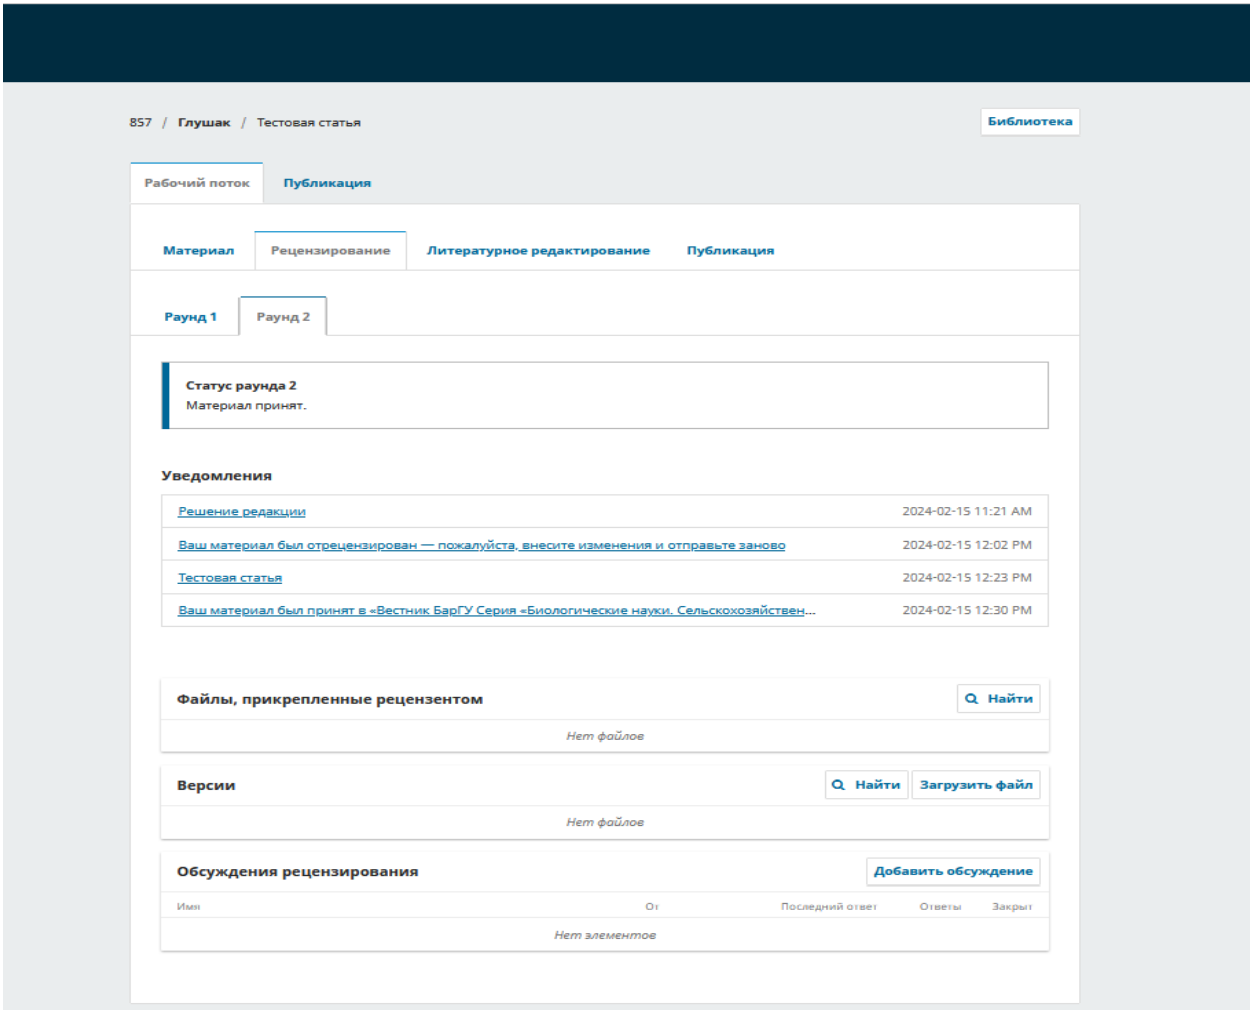 857 / Глушак / Тестовая статья
Библиотека
Рабочий поток Публикация
Материал Рецензирование Литературное редактирование Публикация
Раунд 1 Раунд 2
Статус раунда 2
Материал принят.
Уведомления
Решение редакции 2024-02-15 11:21 AM
Ваш материал был отрецензирован — пожалуйста, внесите изменения и отправьте заново 2024-02-15 12:02 PM
Тестовая статья 2024-02-15 12:23 PM
Ваш материал был принят в «Вестник БарГУ Серия «Биологические науки. Сельскохозяйствен... 2024-02-15 12:30 PM
Файлы, прикрепленные рецензентом Найти
Нет файлов
Версии Найти Загрузить файл
Нет файлов
Обсуждения рецензирования Добавить обсуждение
Имя От Последний ответ Ответы Закрыт
Нет элементов